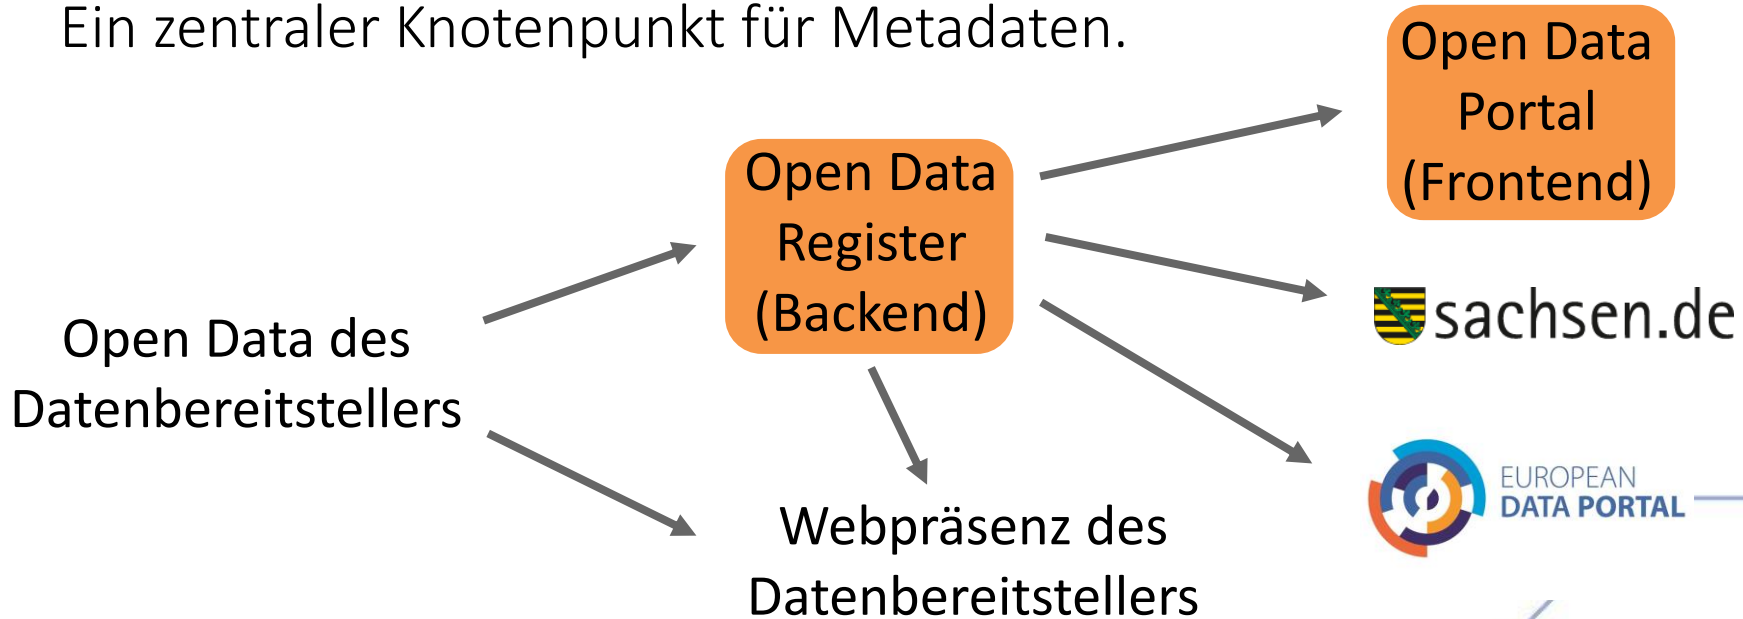 Ein zentraler Knotenpunkt für Metadaten.
Open Data
Portal
(Frontend)
Open Data
Register
(Backend)
sachsen.de
Open Data des
Datenbereitstellers
EUROPEAN
DATA PORTAL
Webpräsenz des
Datenbereitstellers